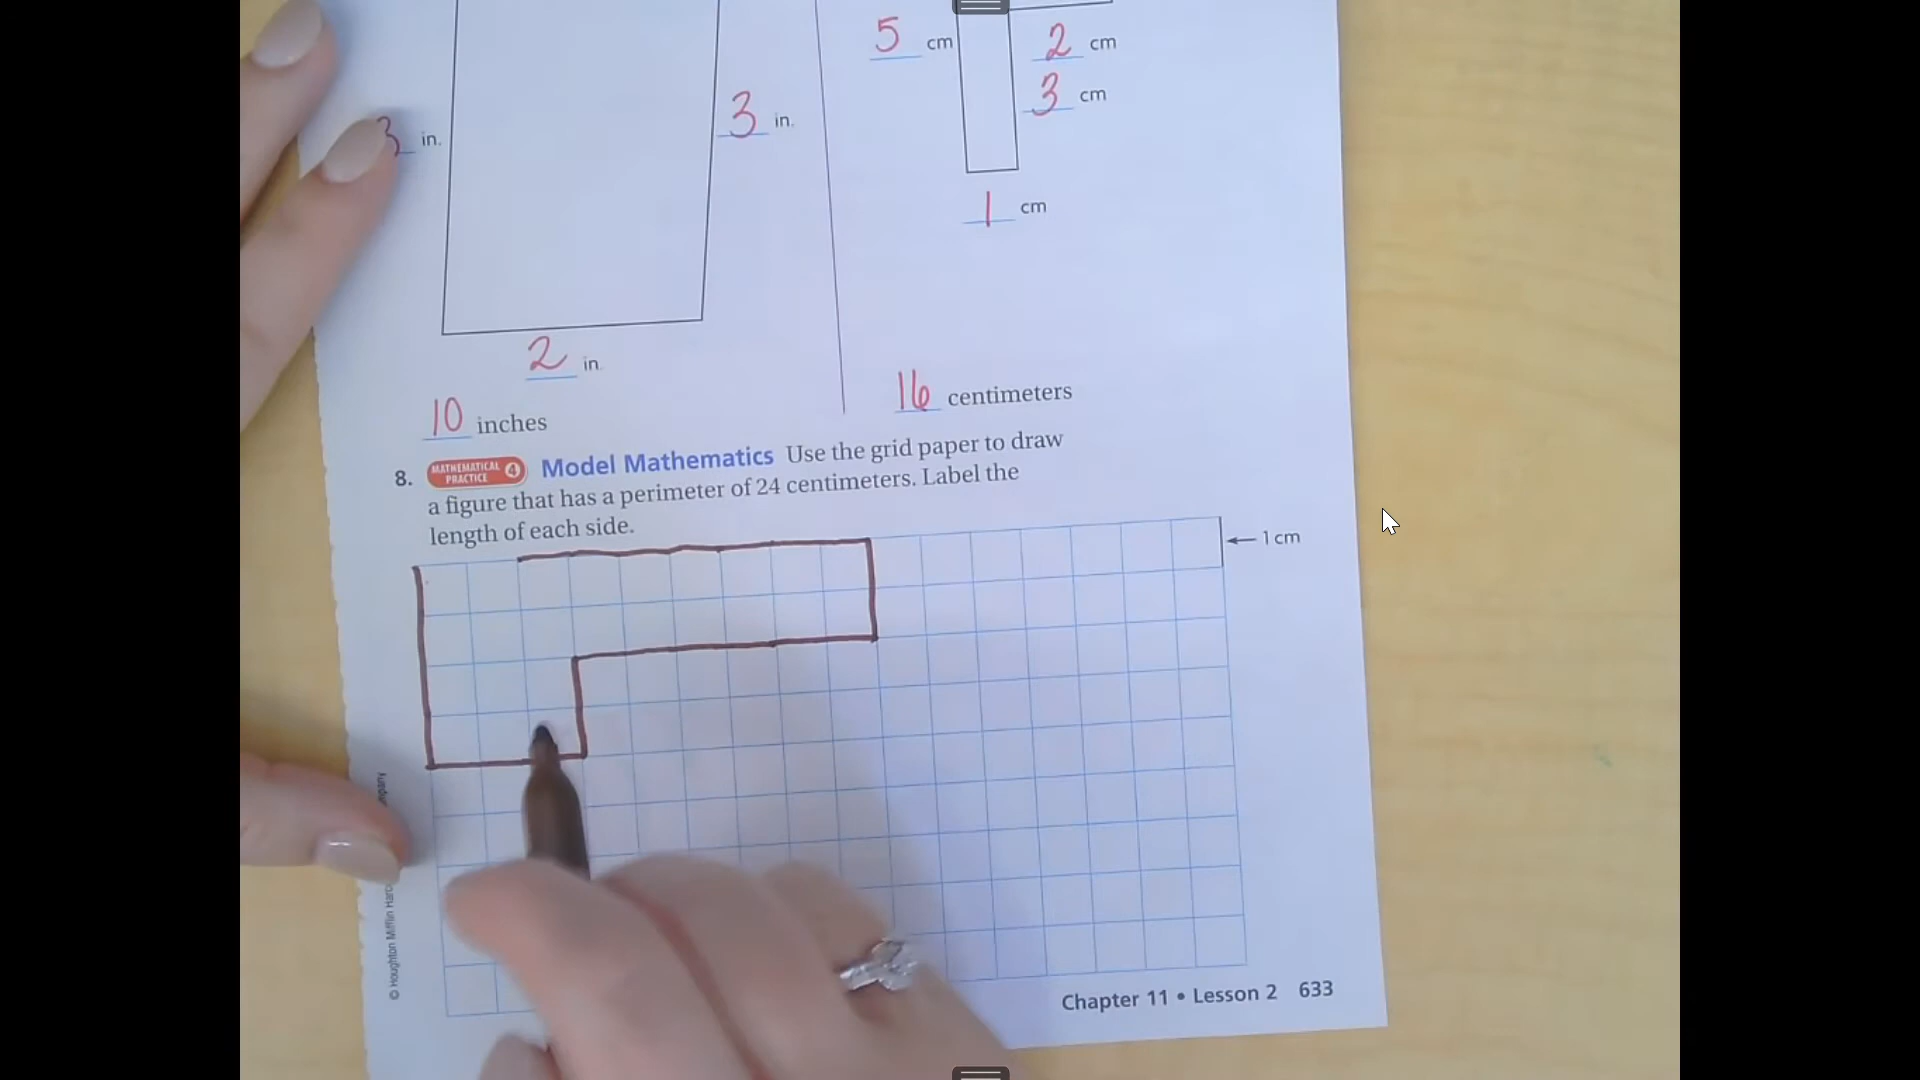 5 cm
2 cm
3 cm
3 in.
3 in.
1 cm
2 in.
10 inches
16 centimeters
8. MATHEMATICAL PRACTICE 4 Model Mathematics Use the grid paper to draw
a figure that has a perimeter of 24 centimeters. Label the
length of each side.
1 cm
© Houghton Mifflin
Chapter 11 • Lesson 2 633